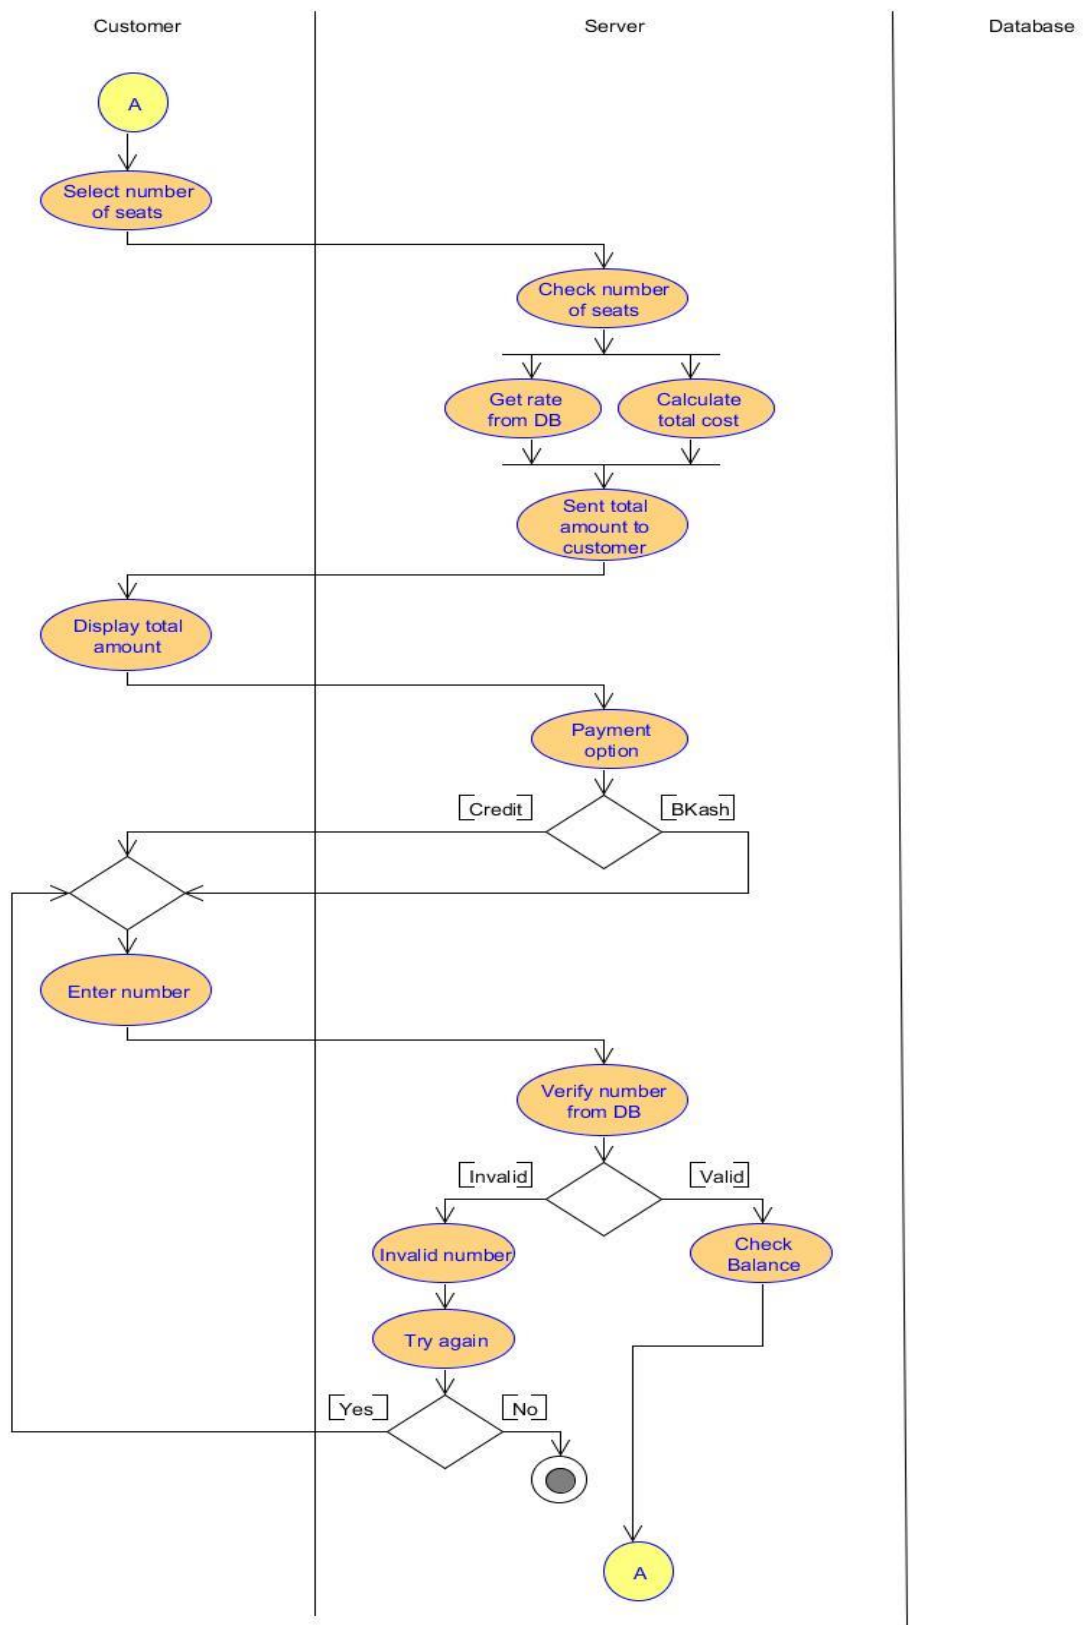 Customer
Server
Database
A
Select number
of seats
Check number
of seats
Get rate
from DB
Calculate
total cost
Sent total
amount to
customer
Display total
amount
Payment
option
[Credit]
[BKash]
Enter number
Verify number
from DB
[Invalid]
[Valid]
Invalid number
Check
Balance
Try again
[Yes]
[No]
A